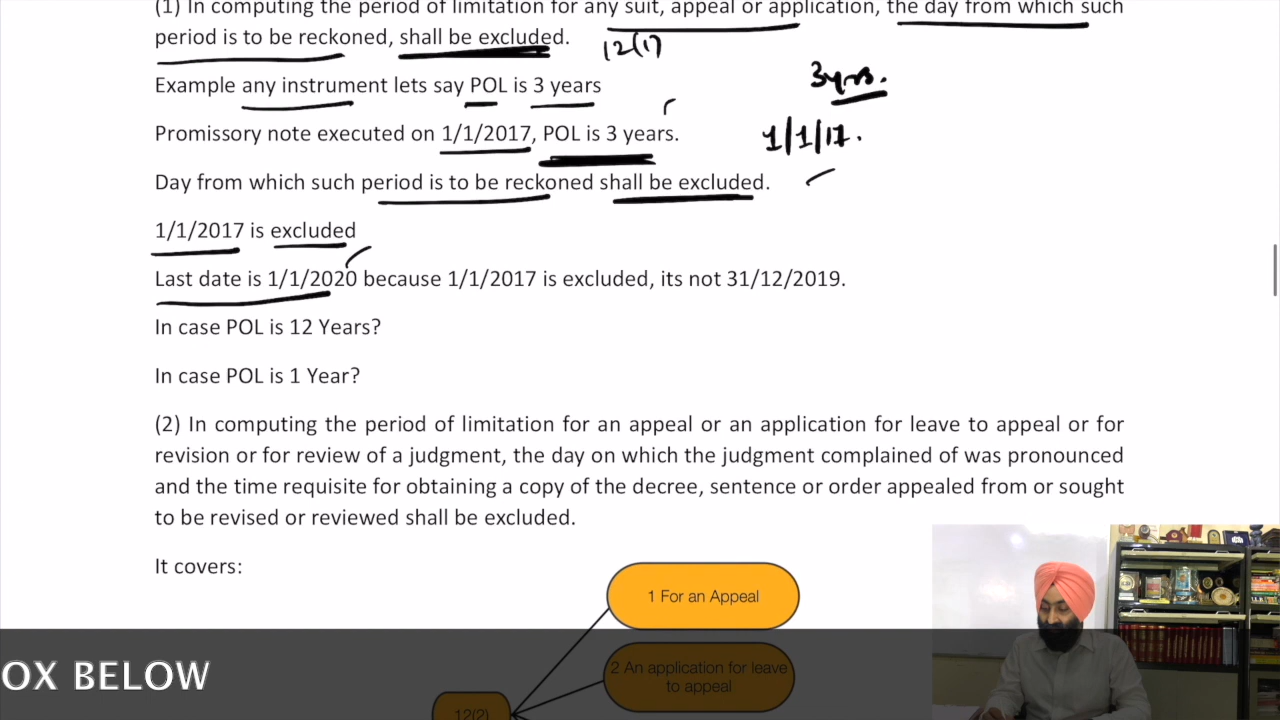 (1) In computing the period of limitation for any suit, appeal or application, the day from which such
period is to be reckoned, shall be excluded.
12(1)
Example any instrument lets say POL is 3 years
3yrs.
Promissory note executed on 1/1/2017, POL is 3 years.
1/1/17.
Day from which such period is to be reckoned shall be excluded.
1/1/2017 is excluded
Last date is 1/1/2020 because 1/1/2017 is excluded, its not 31/12/2019.
In case POL is 12 Years?
In case POL is 1 Year?
(2) In computing the period of limitation for an appeal or an application for leave to appeal or for
revision or for review of a judgment, the day on which the judgment complained of was pronounced
and the time requisite for obtaining a copy of the decree, sentence or order appealed from or sought
to be revised or reviewed shall be excluded.
It covers:
1 For an Appeal
2 An application for leave
to appeal
OX BELOW
12(2)